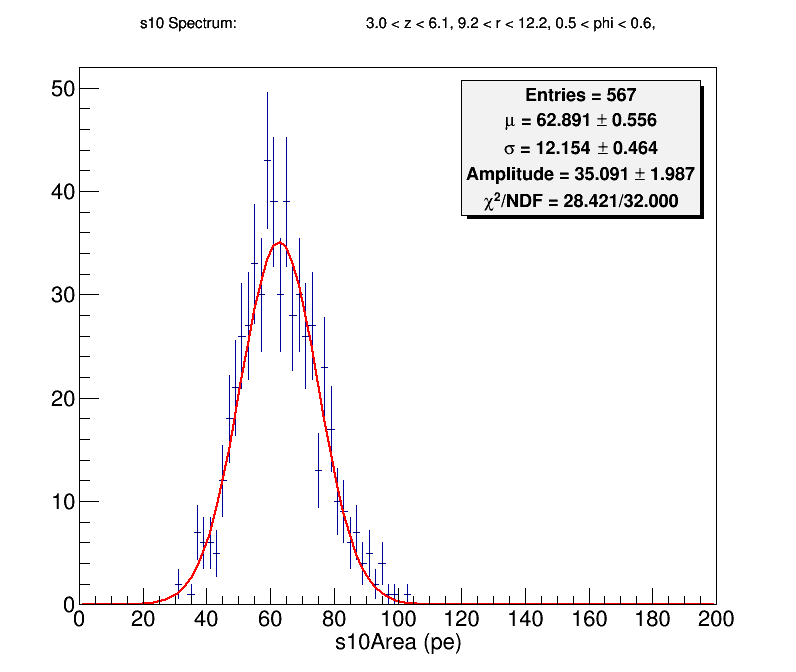 s10 Spectrum: 3.0 < z < 6.1, 9.2 < r < 12.2, 0.5 < phi < 0.6,
Entries = 567
μ = 62.891 ± 0.556
σ = 12.154 ± 0.464
Amplitude = 35.091 ± 1.987
χ²/NDF = 28.421/32.000
50
40
30
20
10
0
0 20 40 60 80 100 120 140 160 180 200
s10Area (pe)